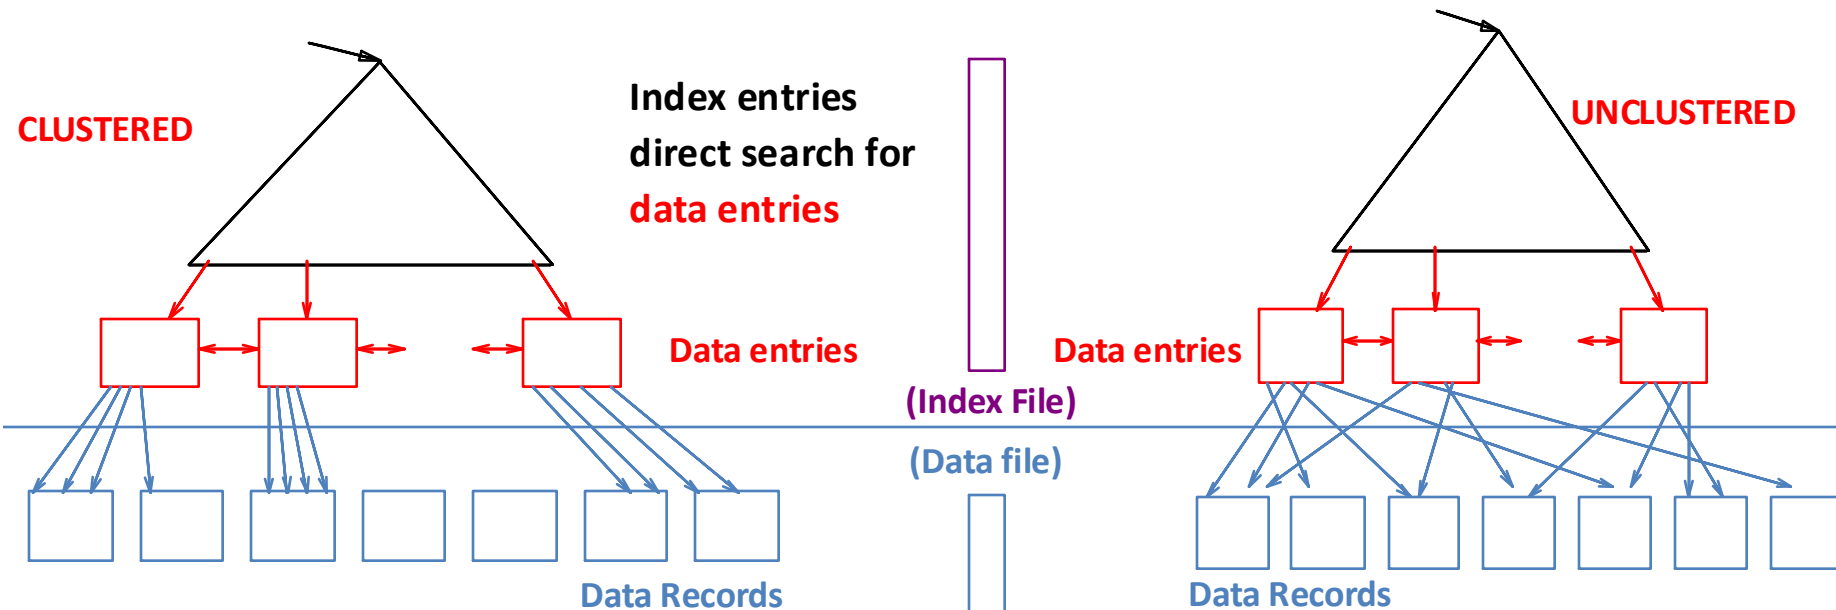 CLUSTERED
Index entries
direct search for
data entries
UNCLUSTERED
Data entries
Data entries
(Index File)
(Data file)
Data Records
Data Records